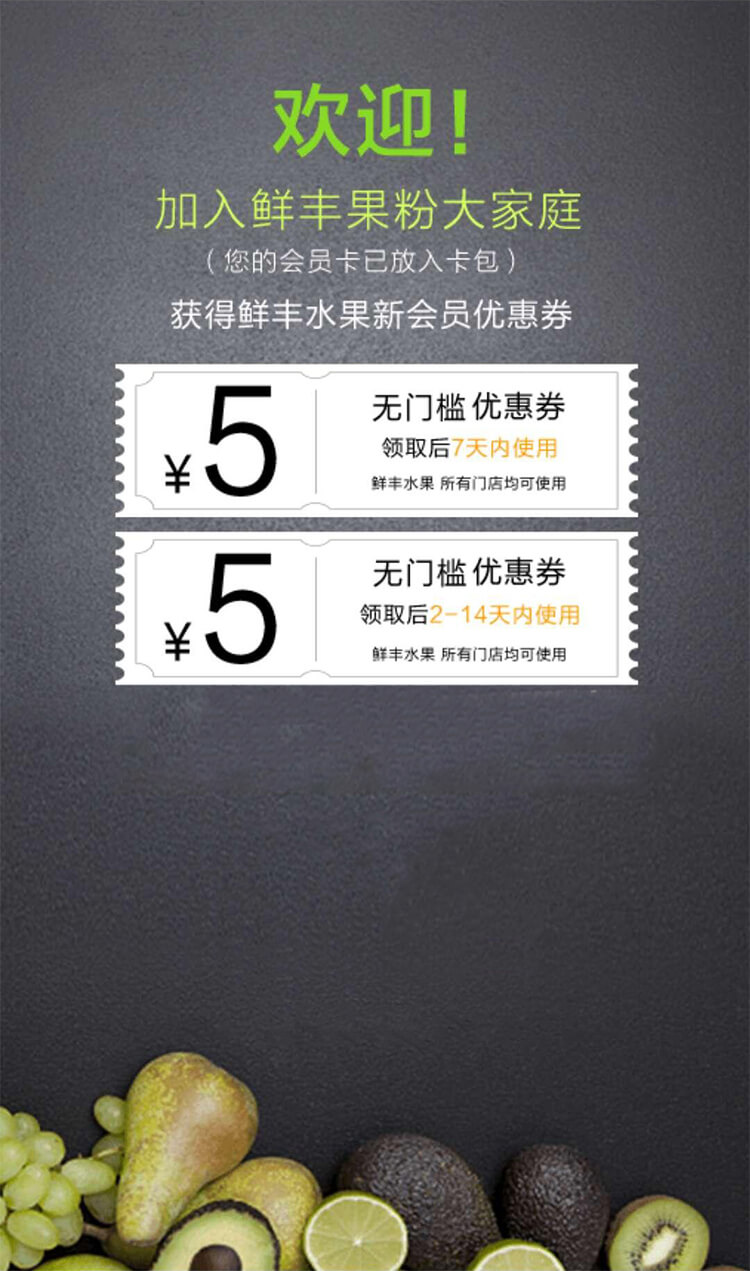 欢迎!
加入鲜丰果粉大家庭
(您的会员卡已放入卡包)
获得鲜丰水果新会员优惠券
¥5
无门槛优惠券
领取后7天内使用
鲜丰水果 所有门店均可使用
¥5
无门槛优惠券
领取后2-14天内使用
鲜丰水果 所有门店均可使用